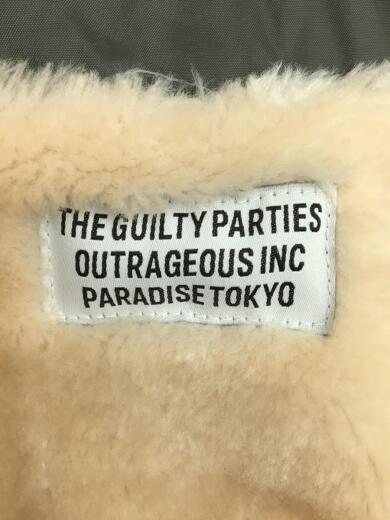 THE GUILTY PARTIES
OUTRAGEOUS INC
PARADISE TOKYO